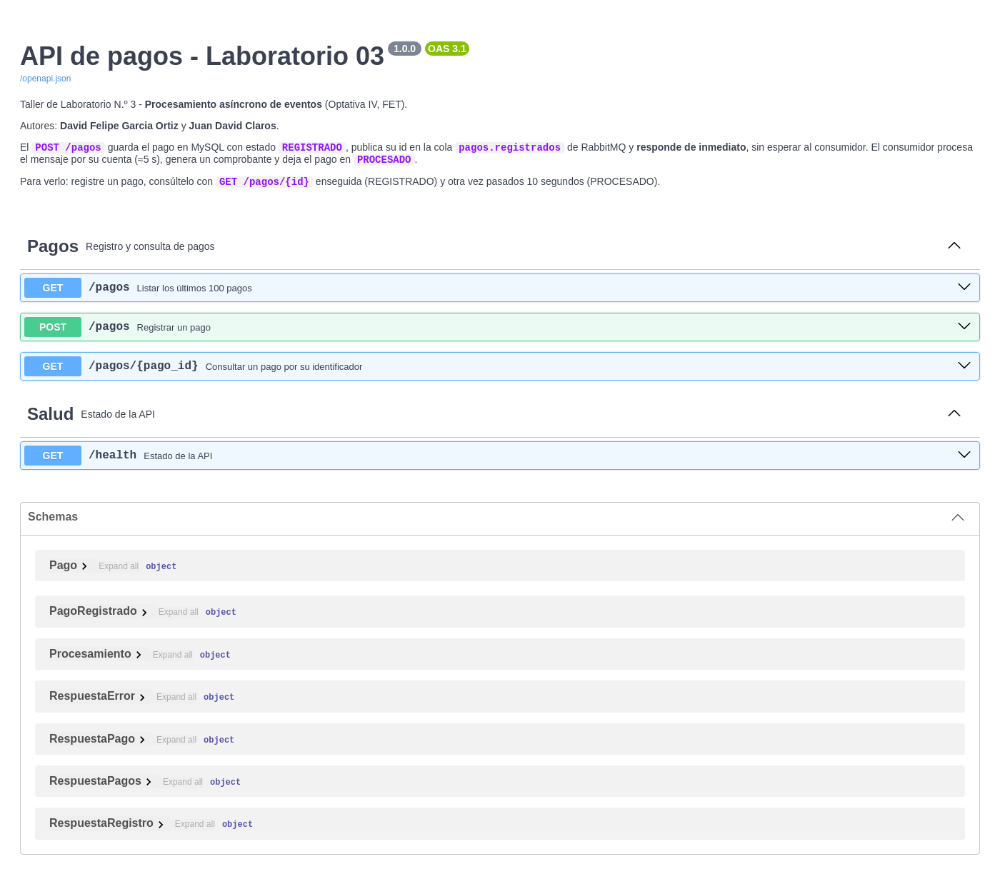 API de pagos - Laboratorio 03 1.0.0 OAS 3.1
/openapi.json
Taller de Laboratorio N.º 3 - Procesamiento asíncrono de eventos (Optativa IV, FET).
Autores: David Felipe Garcia Ortiz y Juan David Claros.
El POST /pagos guarda el pago en MySQL con estado REGISTRADO, publica su id en la cola pagos.registrados de RabbitMQ y responde de inmediato, sin esperar al consumidor. El consumidor procesa
el mensaje por su cuenta (≈5 s), genera un comprobante y deja el pago en PROCESADO.
Para verlo: registre un pago, consúltelo con GET /pagos/{id} enseguida (REGISTRADO) y otra vez pasados 10 segundos (PROCESADO).
Pagos Registro y consulta de pagos
GET /pagos Listar los últimos 100 pagos
POST /pagos Registrar un pago
GET /pagos/{pago_id} Consultar un pago por su identificador
Salud Estado de la API
GET /health Estado de la API
Schemas
Pago Expand all object
PagoRegistrado Expand all object
Procesamiento Expand all object
RespuestaError Expand all object
RespuestaPago Expand all object
RespuestaPagos Expand all object
RespuestaRegistro Expand all object